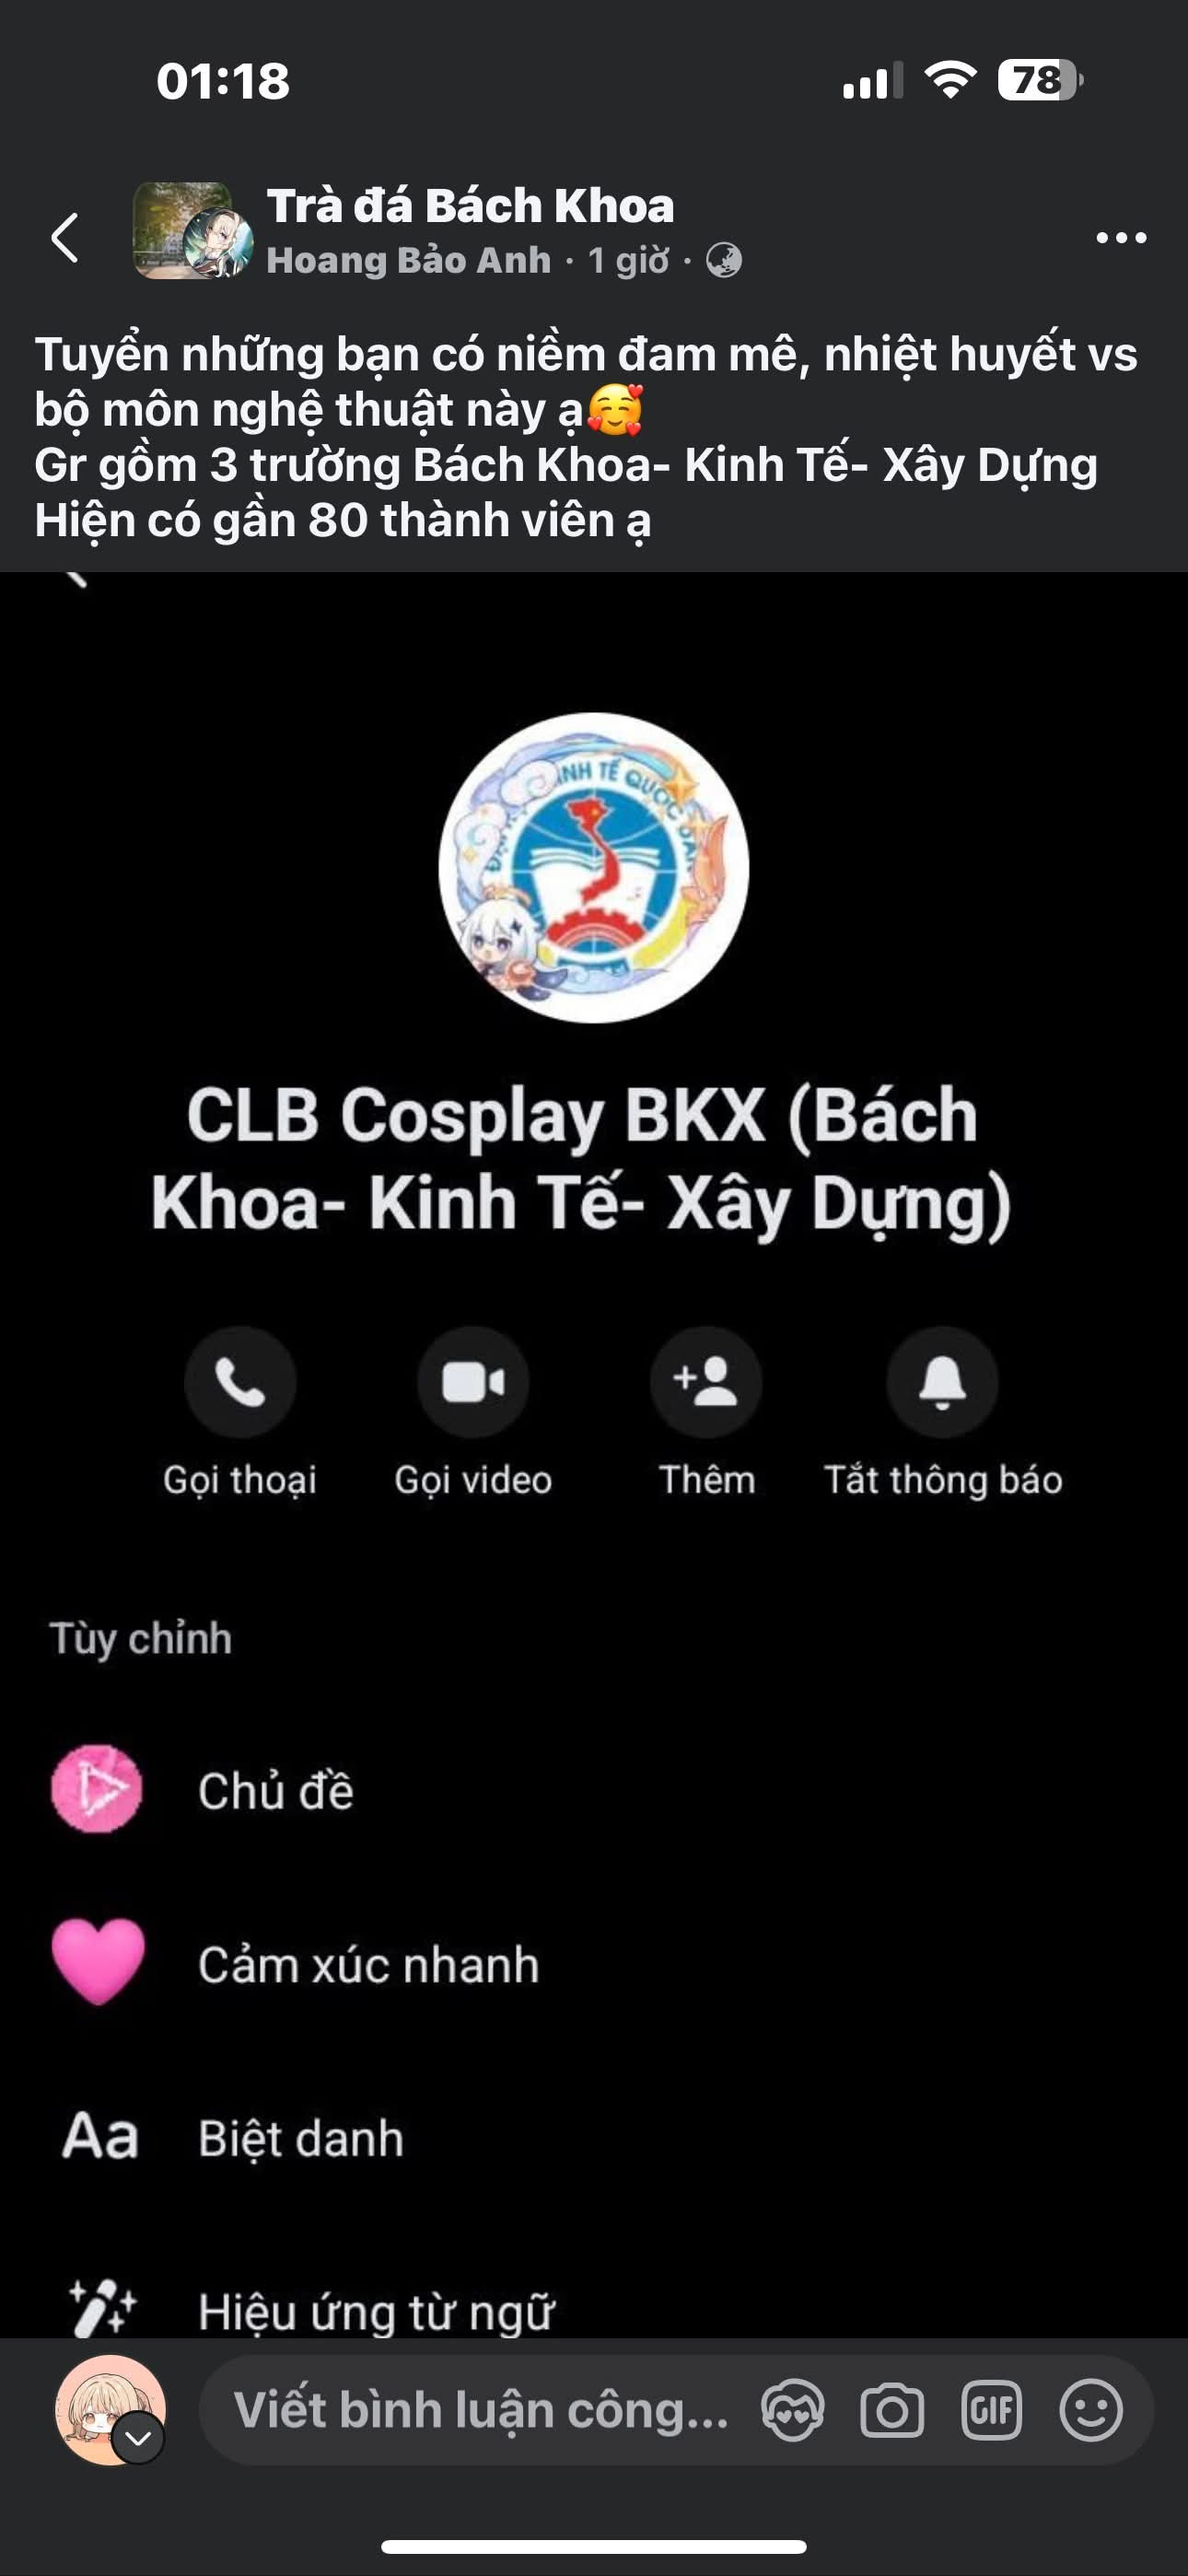 01:18
78
Trà đá Bách Khoa
Hoang Bảo Anh · 1 giờ ·
Tuyển những bạn có niềm đam mê, nhiệt huyết vs
bộ môn nghệ thuật này ạ🥰
Gr gồm 3 trường Bách Khoa- Kinh Tế- Xây Dựng
Hiện có gần 80 thành viên ạ
INH TẾ QUỐC
CLB Cosplay BKX (Bách
Khoa- Kinh Tế- Xây Dựng)
Gọi thoại
Gọi video
Thêm
Tắt thông báo
Tùy chỉnh
Chủ đề
Cảm xúc nhanh
Aa
Biệt danh
Hiệu ứng từ ngữ
Viết bình luận công...
GIF